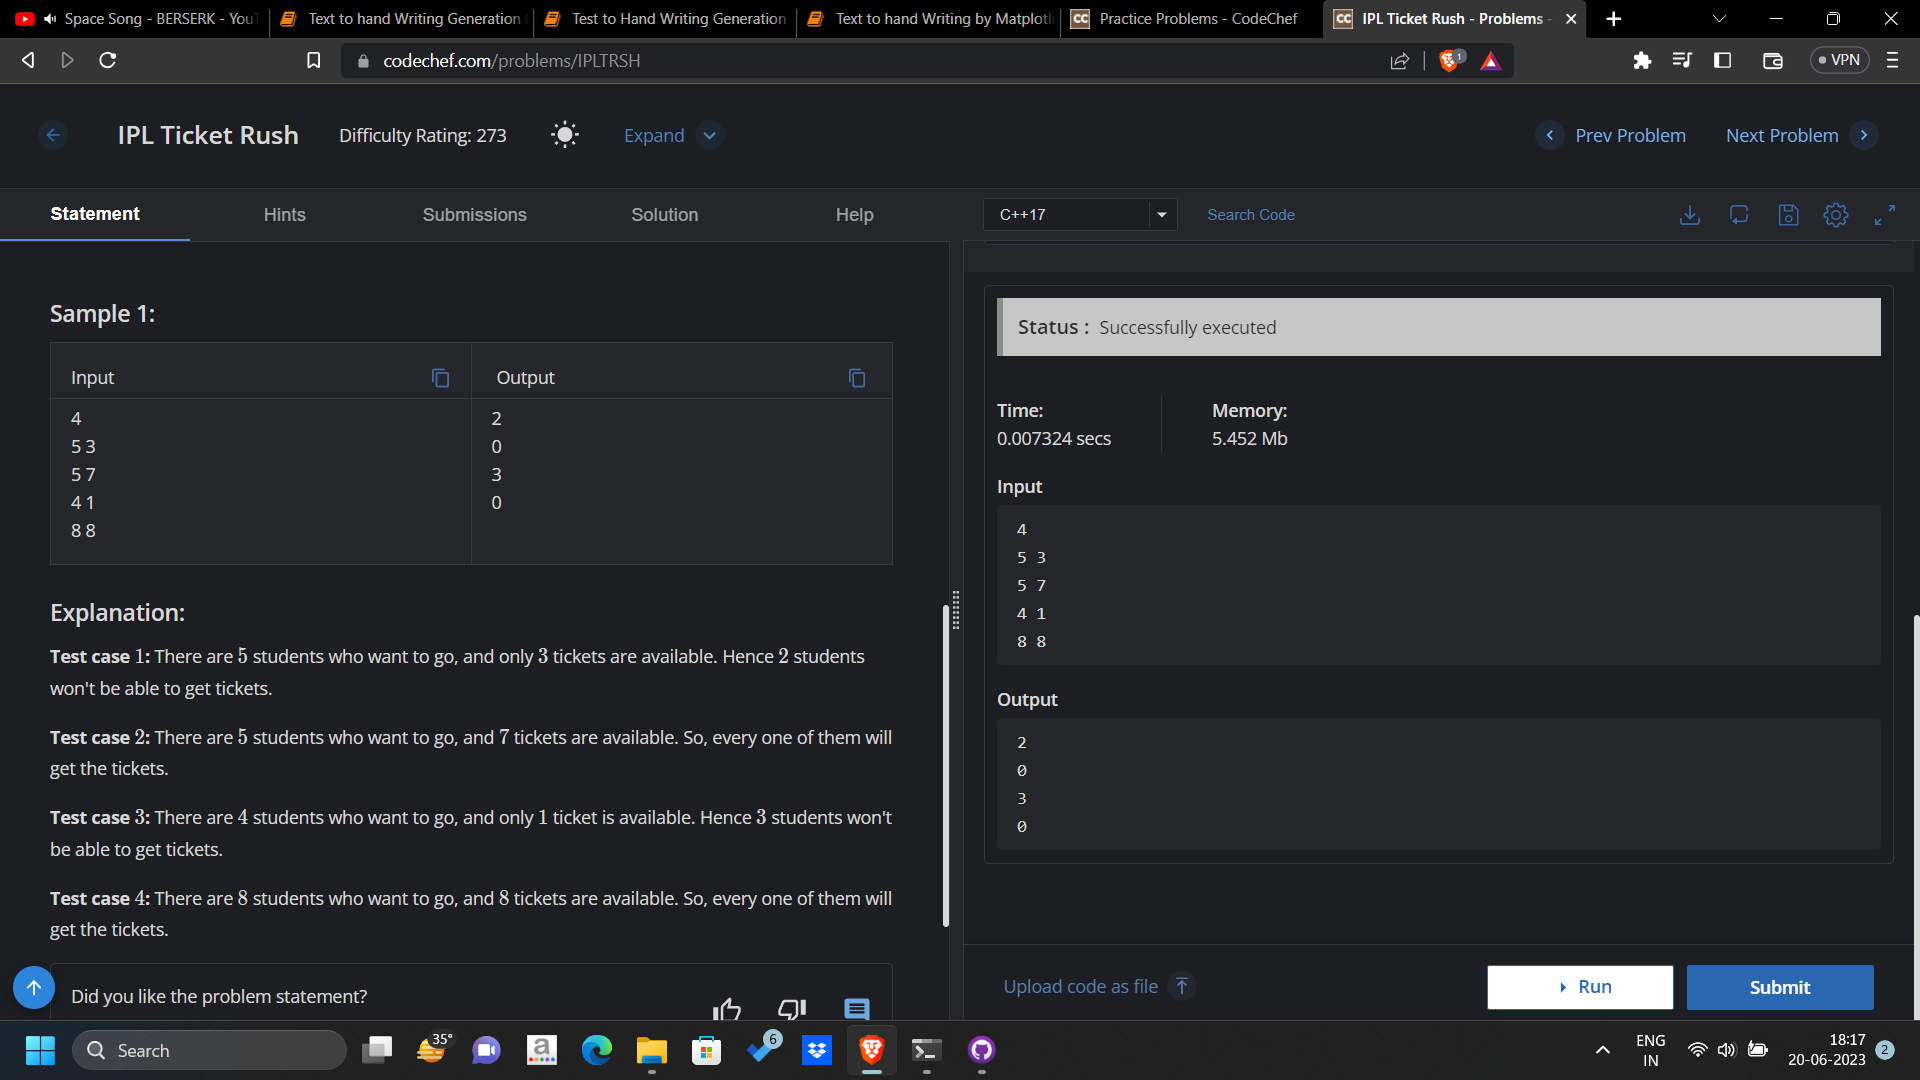 Space Song - BERSERK - You
Text to hand Writing Generation
Test to Hand Writing Generation
Text to hand Writing by Matplotl
CC Practice Problems - CodeChef
CC IPL Ticket Rush - Problems -
codechef.com/problems/IPLTRSH
1
VPN
IPL Ticket Rush
Difficulty Rating: 273
Expand
Prev Problem
Next Problem
Statement
Hints
Submissions
Solution
Help
C++17
Search Code
Sample 1:
Input
Output
4
5 3
5 7
4 1
8 8
2
0
3
0
Explanation:
Test case 1: There are 5 students who want to go, and only 3 tickets are available. Hence 2 students
won't be able to get tickets.
Test case 2: There are 5 students who want to go, and 7 tickets are available. So, every one of them will
get the tickets.
Test case 3: There are 4 students who want to go, and only 1 ticket is available. Hence 3 students won't
be able to get tickets.
Test case 4: There are 8 students who want to go, and 8 tickets are available. So, every one of them will
get the tickets.
Did you like the problem statement?
Status : Successfully executed
Time:
0.007324 secs
Memory:
5.452 Mb
Input
4
5 3
5 7
4 1
8 8
Output
2
0
3
0
Upload code as file
Run
Submit
Search
35°
a
6
ENG
IN
18:17
20-06-2023
2